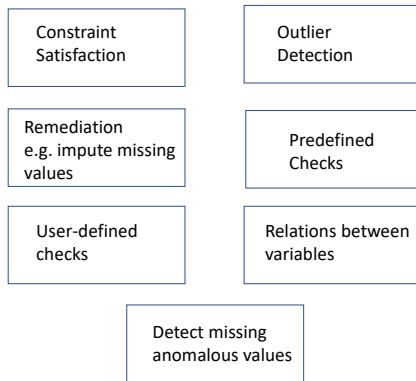 Constraint
Satisfaction
Outlier
Detection
Remediation
e.g. impute missing
values
Predefined
Checks
User-defined
checks
Relations between
variables
Detect missing
anomalous values